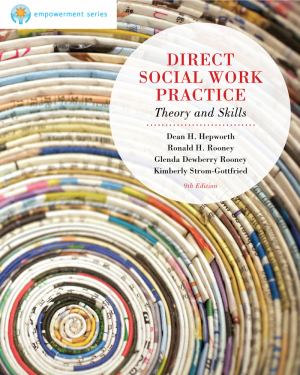 empowerment series
DIRECT
SOCIAL WORK
PRACTICE
Theory and Skills
Dean H. Hepworth
Ronald H. Rooney
Glenda Dewberry Rooney
Kimberly Strom-Gottfried
9th Edition